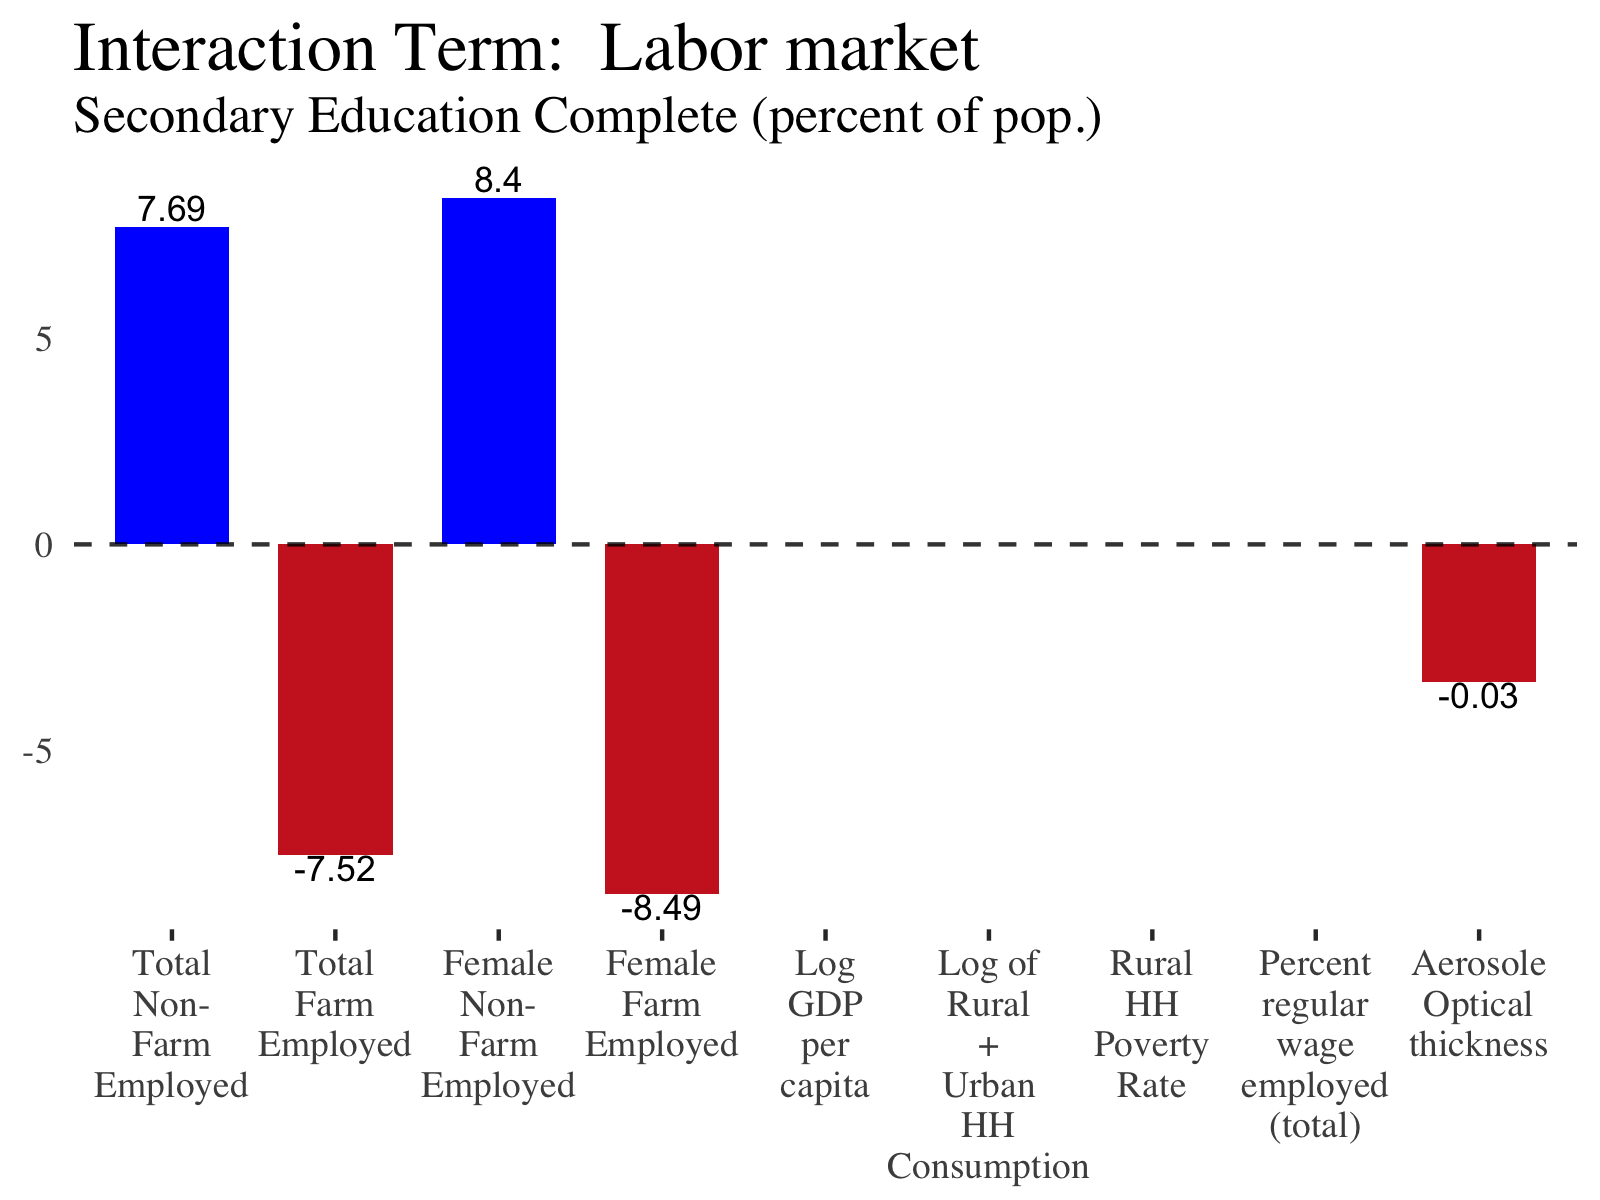 Interaction Term:  Labor market
Secondary Education Complete (percent of pop.)
8.4
7.69
5
0
-0.03
-5
-7.52
-8.49
Total
Non-
Farm
Employed
Total
Farm
Employed
Female
Non-
Farm
Employed
Female
Farm
Employed
Log
GDP
per
capita
Log of
Rural
+
Urban
HH
Consumption
Rural
HH
Poverty
Rate
Percent
regular
wage
employed
(total)
Aerosole
Optical
thickness